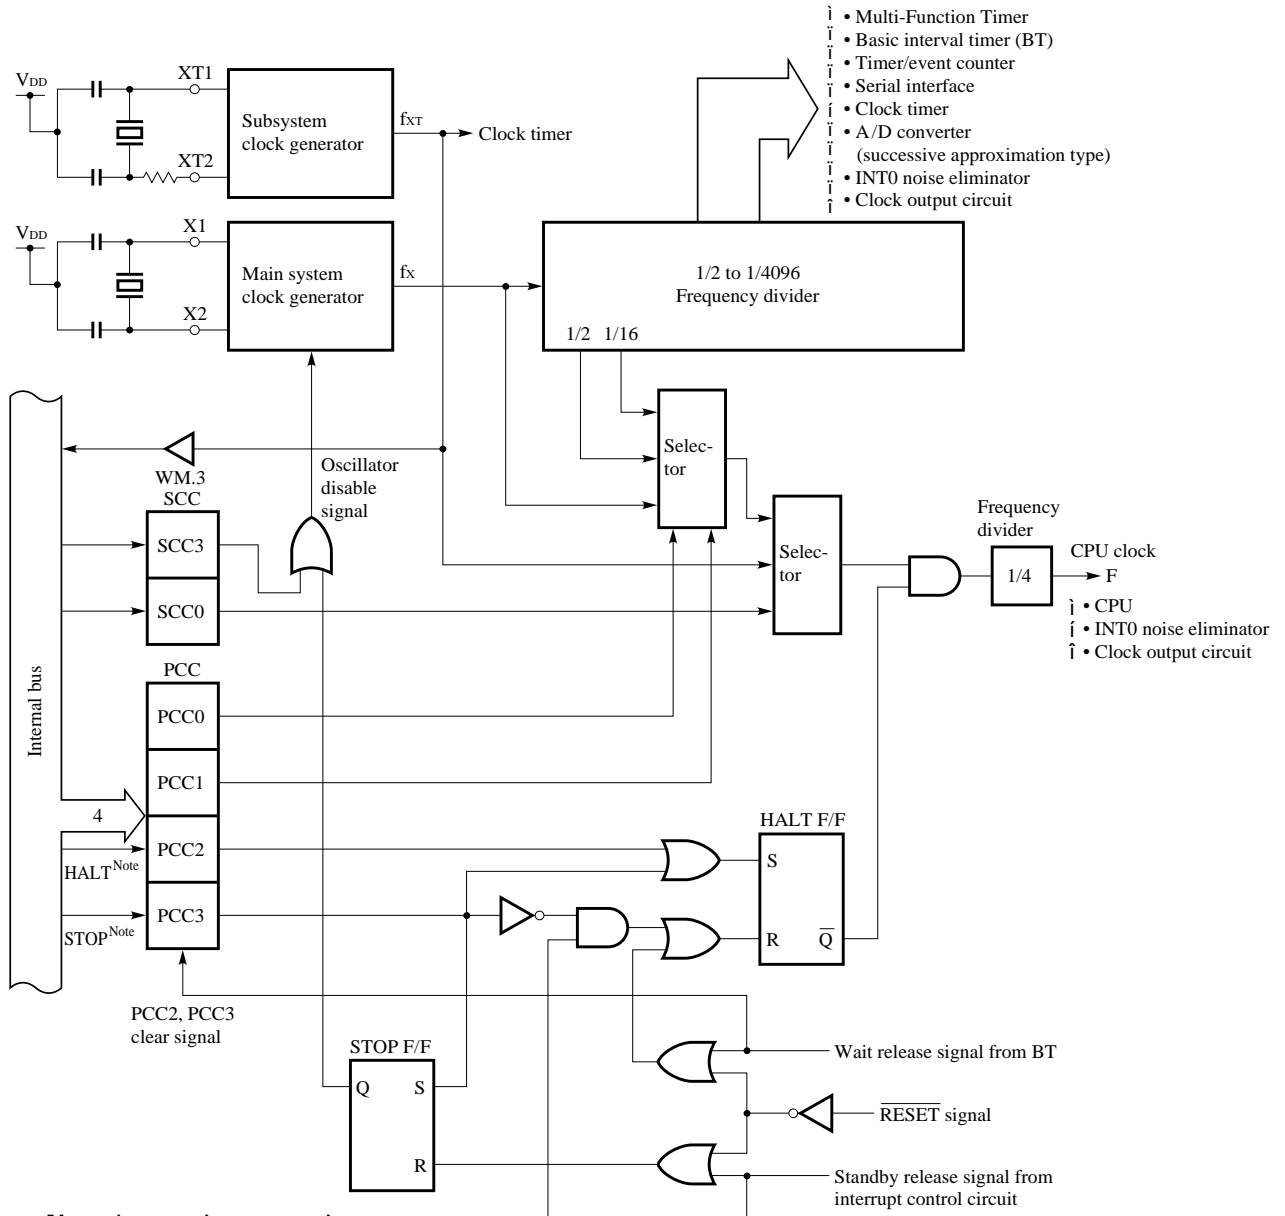 ì • Multi-Function Timer
ï • Basic interval timer (BT)
ï • Timer/event counter
ï • Serial interface
í • Clock timer
ï • A/D converter
ï (successive approximation type)
ï • INT0 noise eliminator
î • Clock output circuit
VDD
XT1
XT2
Subsystem
clock generator
fXT
Clock timer
VDD
X1
X2
Main system
clock generator
fX
1/2 to 1/4096
Frequency divider
1/2 1/16
Selec-
tor
Oscillator
disable
signal
WM.3
SCC
SCC3
SCC0
Selec-
tor
Frequency
divider
1/4
CPU clock
F
ì • CPU
í • INT0 noise eliminator
î • Clock output circuit
Internal bus
PCC
PCC0
PCC1
4
PCC2
HALTNote
PCC3
STOPNote
HALT F/F
S
R Q̅
PCC2, PCC3
clear signal
STOP F/F
Q S
R
Wait release signal from BT
R̅E̅S̅E̅T̅ signal
Standby release signal from
interrupt control circuit